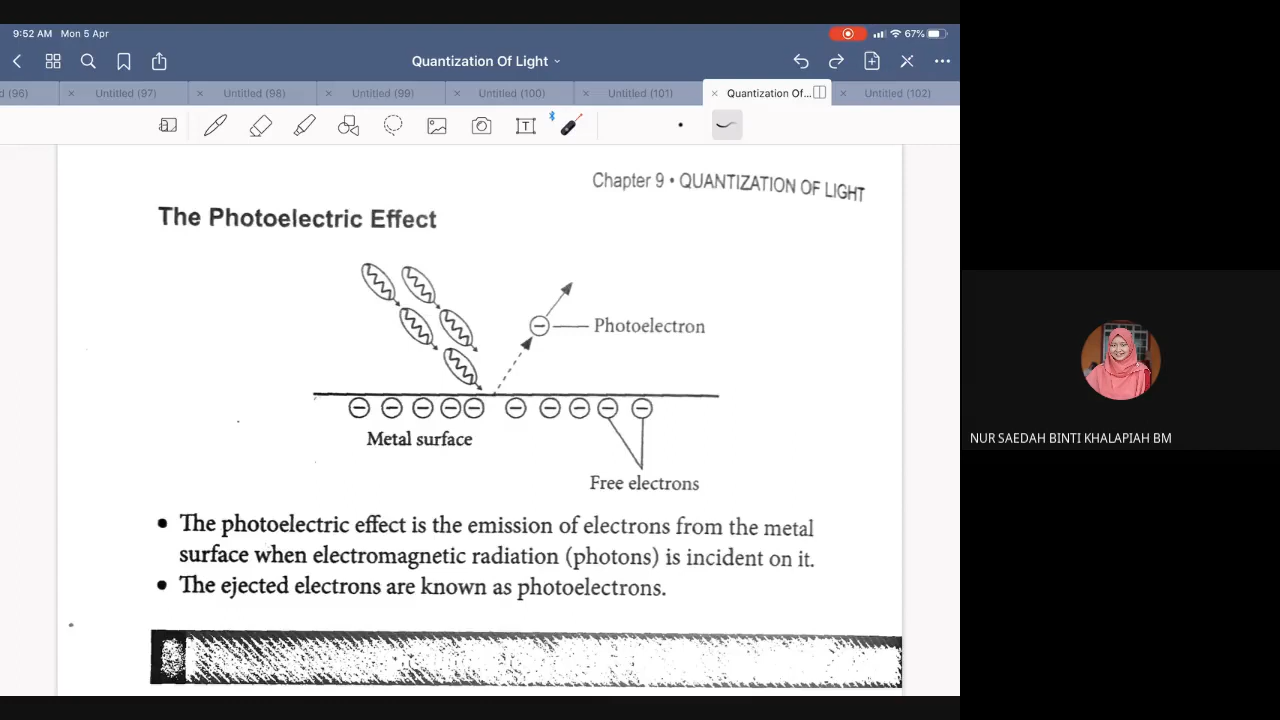 9:52 AM Mon 5 Apr
67%
Quantization Of Light
d (96)
Untitled (97)
Untitled (98)
Untitled (99)
Untitled (100)
Untitled (101)
Quantization Of...
Untitled (102)
T
Chapter 9 • QUANTIZATION OF LIGHT
The Photoelectric Effect
Photoelectron
Metal surface
Free electrons
• The photoelectric effect is the emission of electrons from the metal
surface when electromagnetic radiation (photons) is incident on it.
• The ejected electrons are known as photoelectrons.
NUR SAEDAH BINTI KHALAPIAH BM